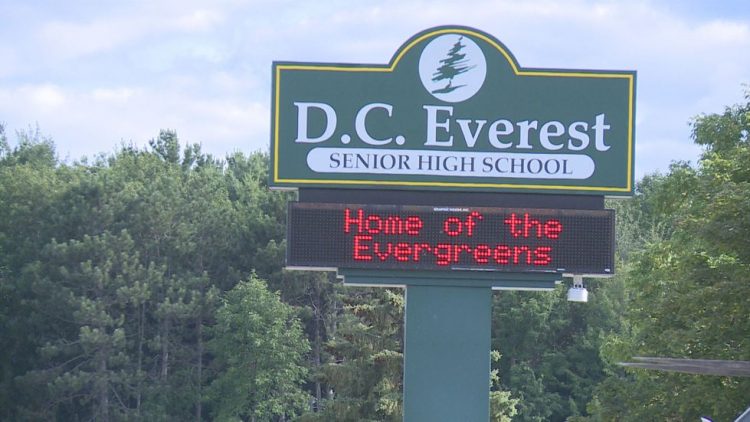 D.C. Everest
SENIOR HIGH SCHOOL
Home of the
Evergreens